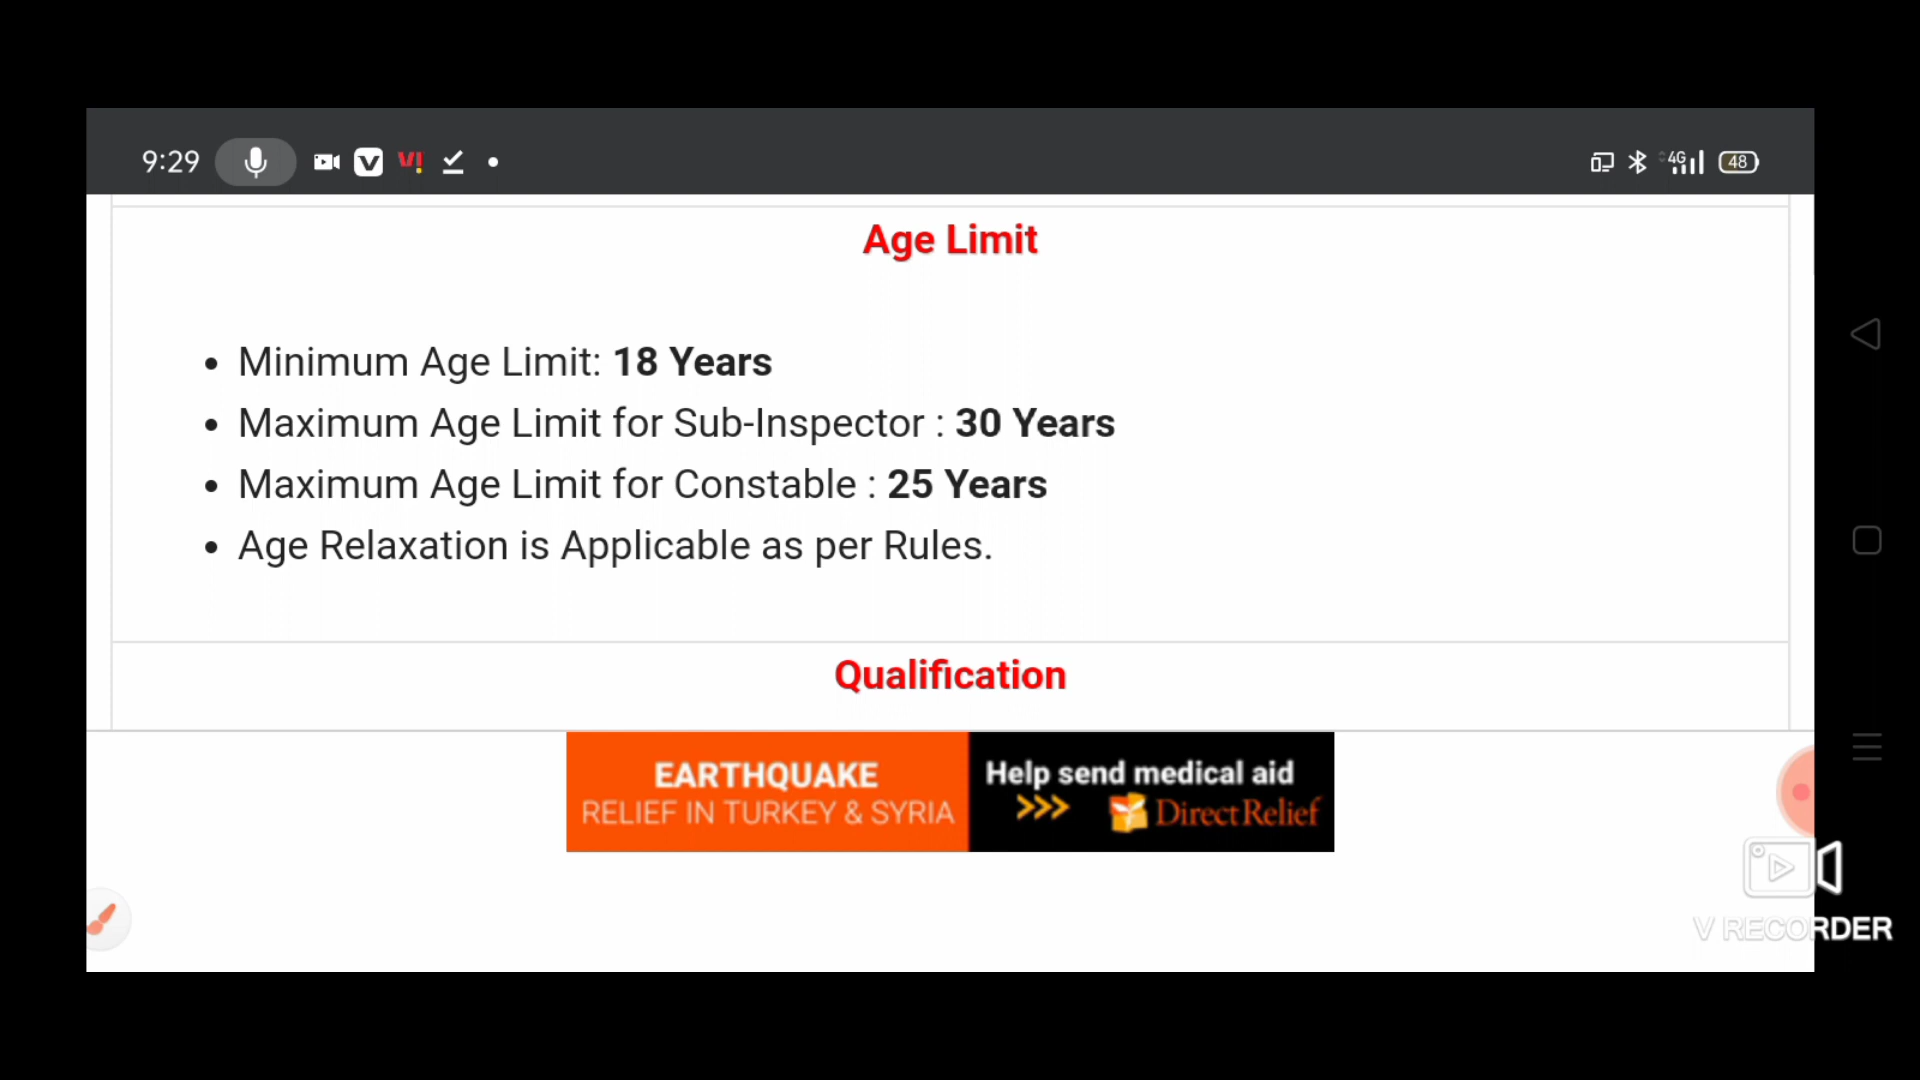 9:29 V V! 4G 48
Age Limit
• Minimum Age Limit: 18 Years
• Maximum Age Limit for Sub-Inspector : 30 Years
• Maximum Age Limit for Constable : 25 Years
• Age Relaxation is Applicable as per Rules.
Qualification
EARTHQUAKE
RELIEF IN TURKEY & SYRIA
Help send medical aid
>>> DirectRelief
V RECORDER